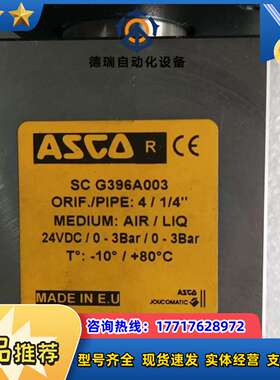 德瑞自动化设备
ASCO R
SC G396A003
ORIF./PIPE: 4 / 1/4"
MEDIUM: AIR / LIQ
24VDC / 0 - 3Bar / 0 - 3Bar
T°: -10° / +80°C
MADE IN E.U
ASCO
JOUCOMATIC
咨询热线：17717628972
品推荐
型号齐全 现货速发 实体经营 售